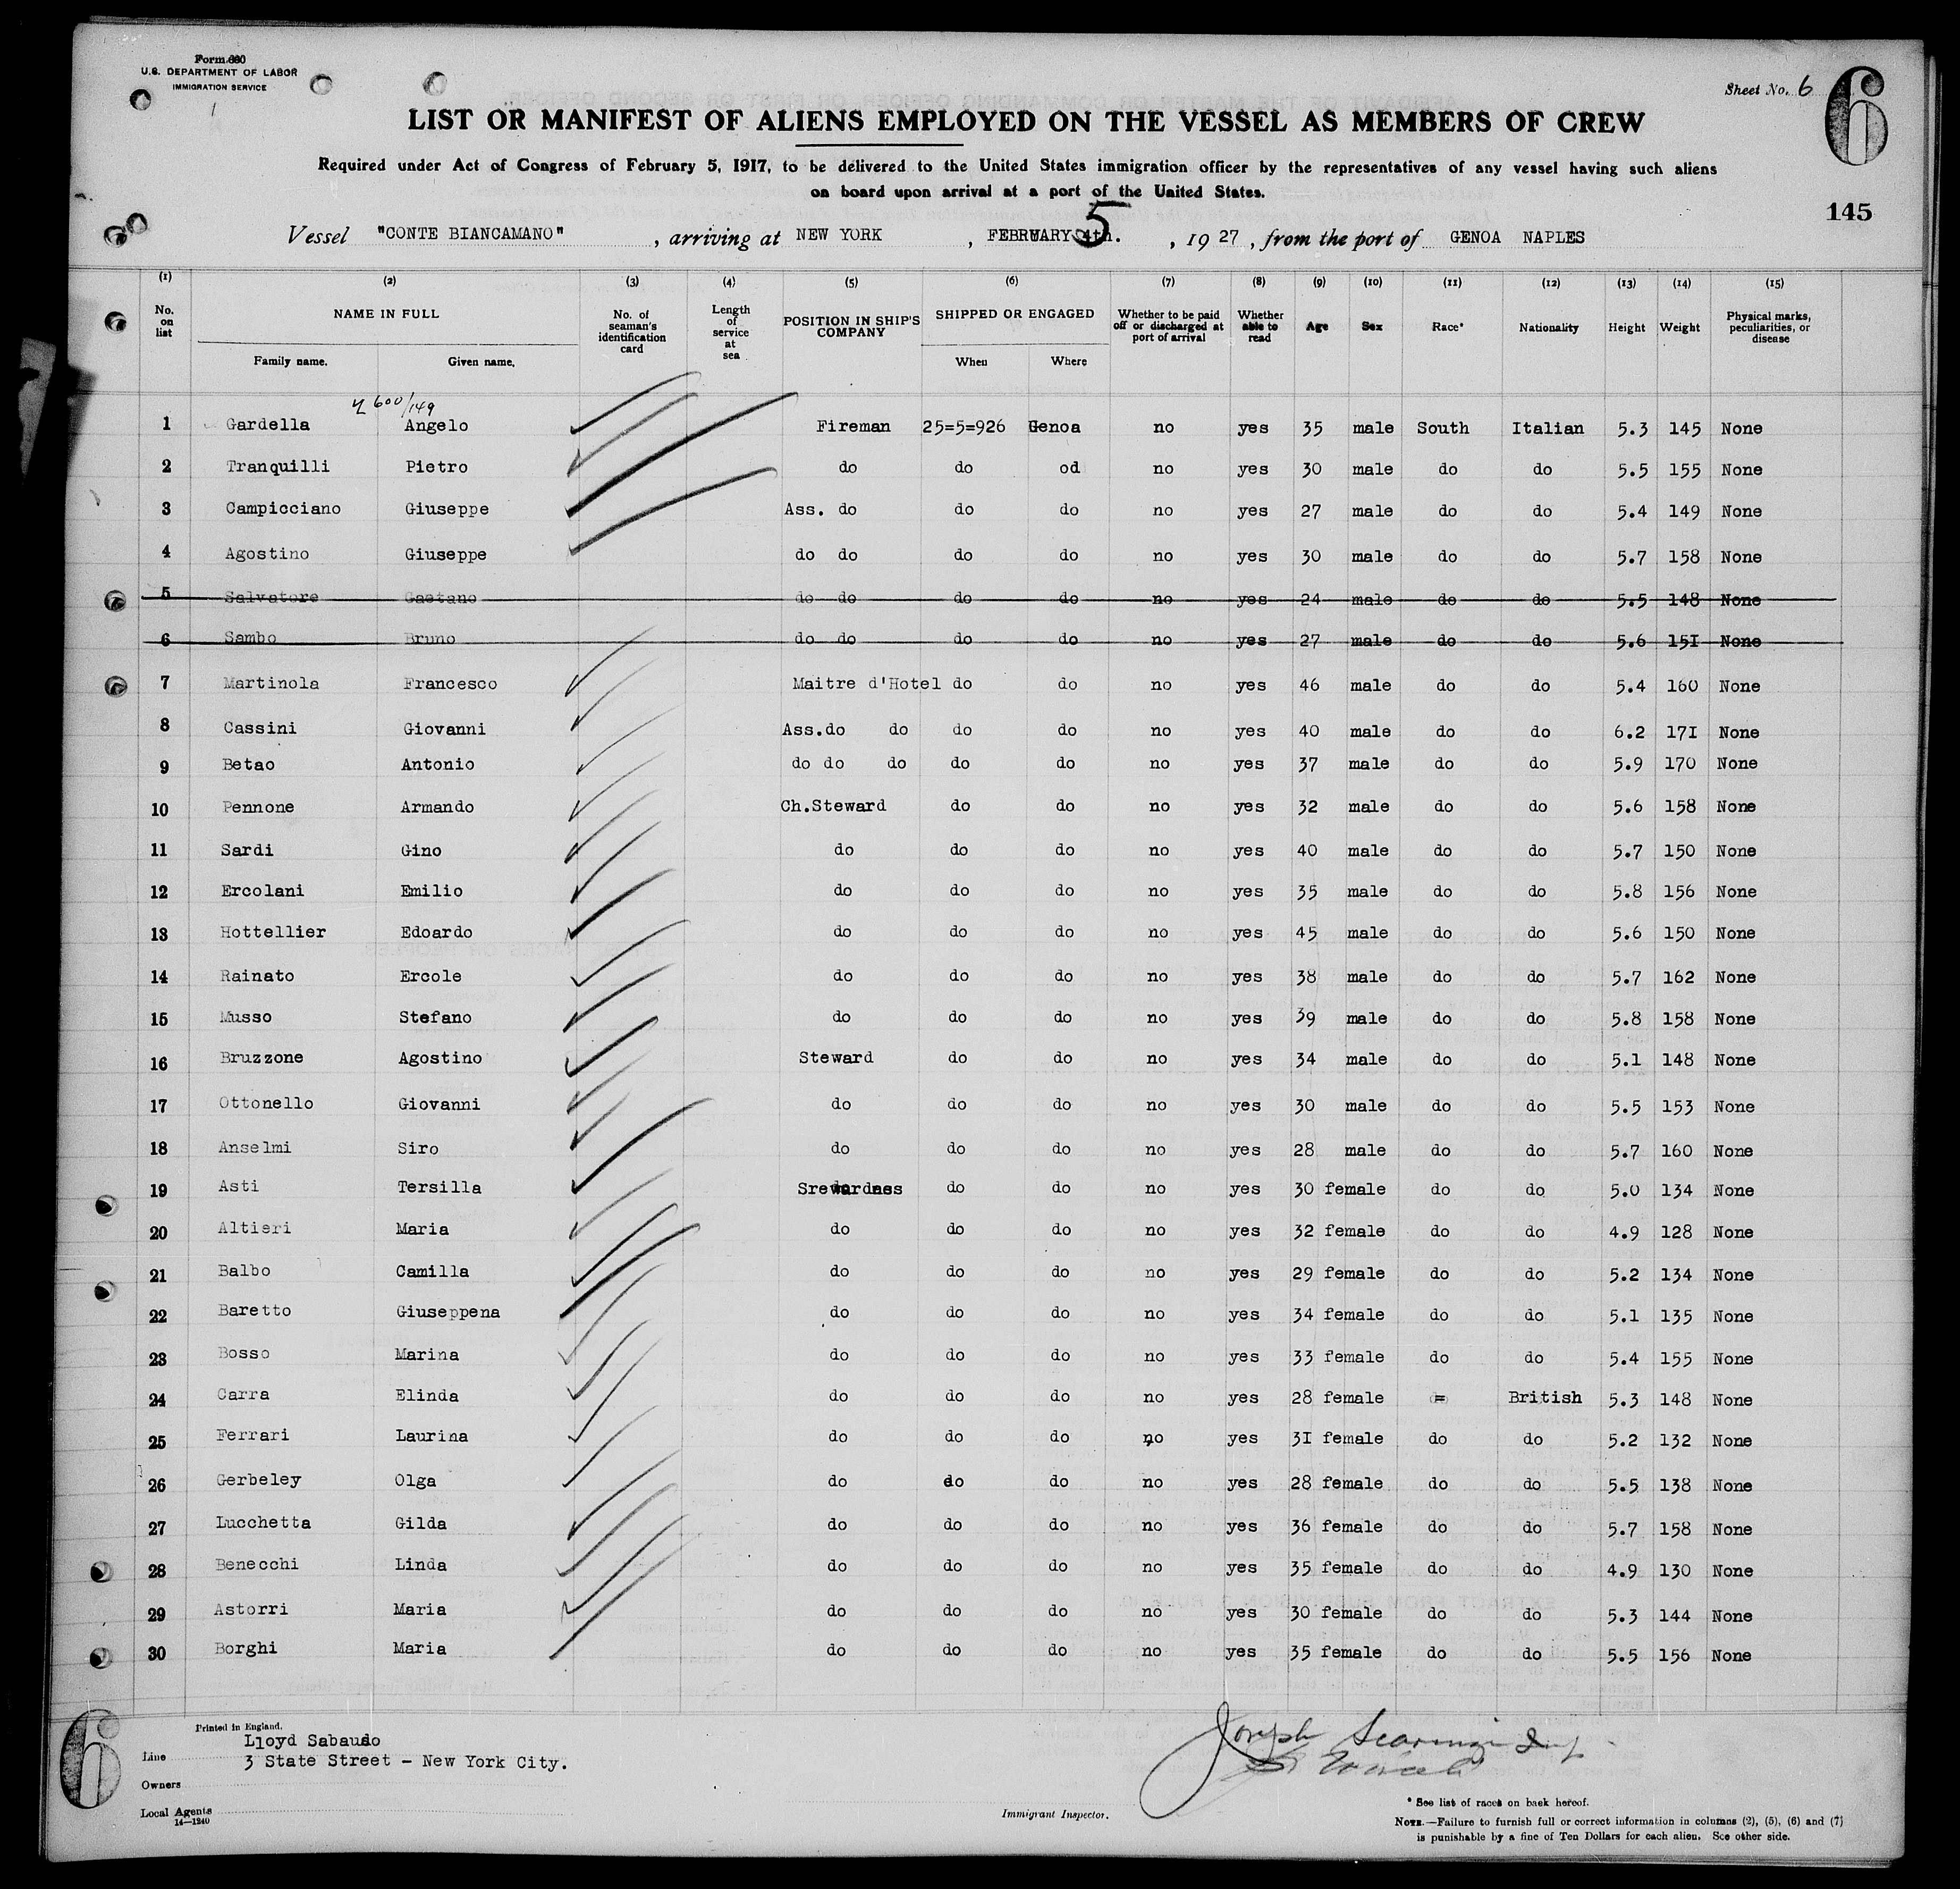 Form 680
U.S. DEPARTMENT OF LABOR
IMMIGRATION SERVICE
Sheet No. 6
6
LIST OR MANIFEST OF ALIENS EMPLOYED ON THE VESSEL AS MEMBERS OF CREW
Required under Act of Congress of February 5, 1917, to be delivered to the United States immigration officer by the representatives of any vessel having such aliens
on board upon arrival at a port of the United States.
145
Vessel "CONTE BIANCAMANO", arriving at NEW YORK, FEBRUARY 4th. 5, 1927, from the port of GENOA NAPLES
(1) (2) (3) (4) (5) (6) (7) (8) (9) (10) (11) (12) (13) (14) (15)
No. on list NAME IN FULL Family name. Given name. No. of seaman's identification card Length of service at sea POSITION IN SHIP'S COMPANY SHIPPED OR ENGAGED When Where Whether to be paid off or discharged at port of arrival Whether able to read Age Sex Race* Nationality Height Weight Physical marks, peculiarities, or disease
600/149
1 Gardella Angelo Fireman 25=5=926 Genoa no yes 35 male South Italian 5.3 145 None
2 Tranquilli Pietro do do od no yes 30 male do do 5.5 155 None
3 Campicciano Giuseppe Ass. do do do no yes 27 male do do 5.4 149 None
4 Agostino Giuseppe do do do do no yes 30 male do do 5.7 158 None
5 Salvatore Gaetano do do do do no yes 24 male do do 5.5 148 None
6 Sambo Bruno do do do do no yes 27 male do do 5.6 15I None
7 Martinola Francesco Maitre d'Hotel do do no yes 46 male do do 5.4 160 None
8 Cassini Giovanni Ass.do do do do no yes 40 male do do 6.2 17I None
9 Betao Antonio do do do do do no yes 37 male do do 5.9 170 None
10 Pennone Armando Ch.Steward do do no yes 32 male do do 5.6 158 None
11 Sardi Gino do do do no yes 40 male do do 5.7 150 None
12 Ercolani Emilio do do do no yes 35 male do do 5.8 156 None
13 Hottellier Edoardo do do do no yes 45 male do do 5.6 150 None
14 Rainato Ercole do do do no yes 38 male do do 5.7 162 None
15 Musso Stefano do do do no yes 39 male do do 5.8 158 None
16 Bruzzone Agostino Steward do do no yes 34 male do do 5.1 148 None
17 Ottonello Giovanni do do do no yes 30 male do do 5.5 153 None
18 Anselmi Siro do do do no yes 28 male do do 5.7 160 None
19 Asti Tersilla Srewardnes do do no yes 30 female do do 5.0 134 None
20 Altieri Maria do do do no yes 32 female do do 4.9 128 None
21 Balbo Camilla do do do no yes 29 female do do 5.2 134 None
22 Baretto Giuseppena do do do no yes 34 female do do 5.1 135 None
23 Bosso Marina do do do no yes 33 female do do 5.4 155 None
24 Carra Elinda do do do no yes 28 female = British 5.3 148 None
25 Ferrari Laurina do do do no yes 3I female do do 5.2 132 None
26 Gerbeley Olga do do do no yes 28 female do do 5.5 138 None
27 Lucchetta Gilda do do do no yes 36 female do do 5.7 158 None
28 Benecchi Linda do do do no yes 35 female do do 4.9 130 None
29 Astorri Maria do do do no yes 30 female do do 5.3 144 None
30 Borghi Maria do do do no yes 35 female do do 5.5 156 None
6
Printed in England.
Line Lloyd Sabaudo
3 State Street - New York City.
Owners
Local Agents
14—1240
Joseph
Immigrant Inspector.
* See list of races on back hereof.
NOTE.—Failure to furnish full or correct information in columns (2), (5), (6) and (7)
is punishable by a fine of Ten Dollars for each alien. See other side.